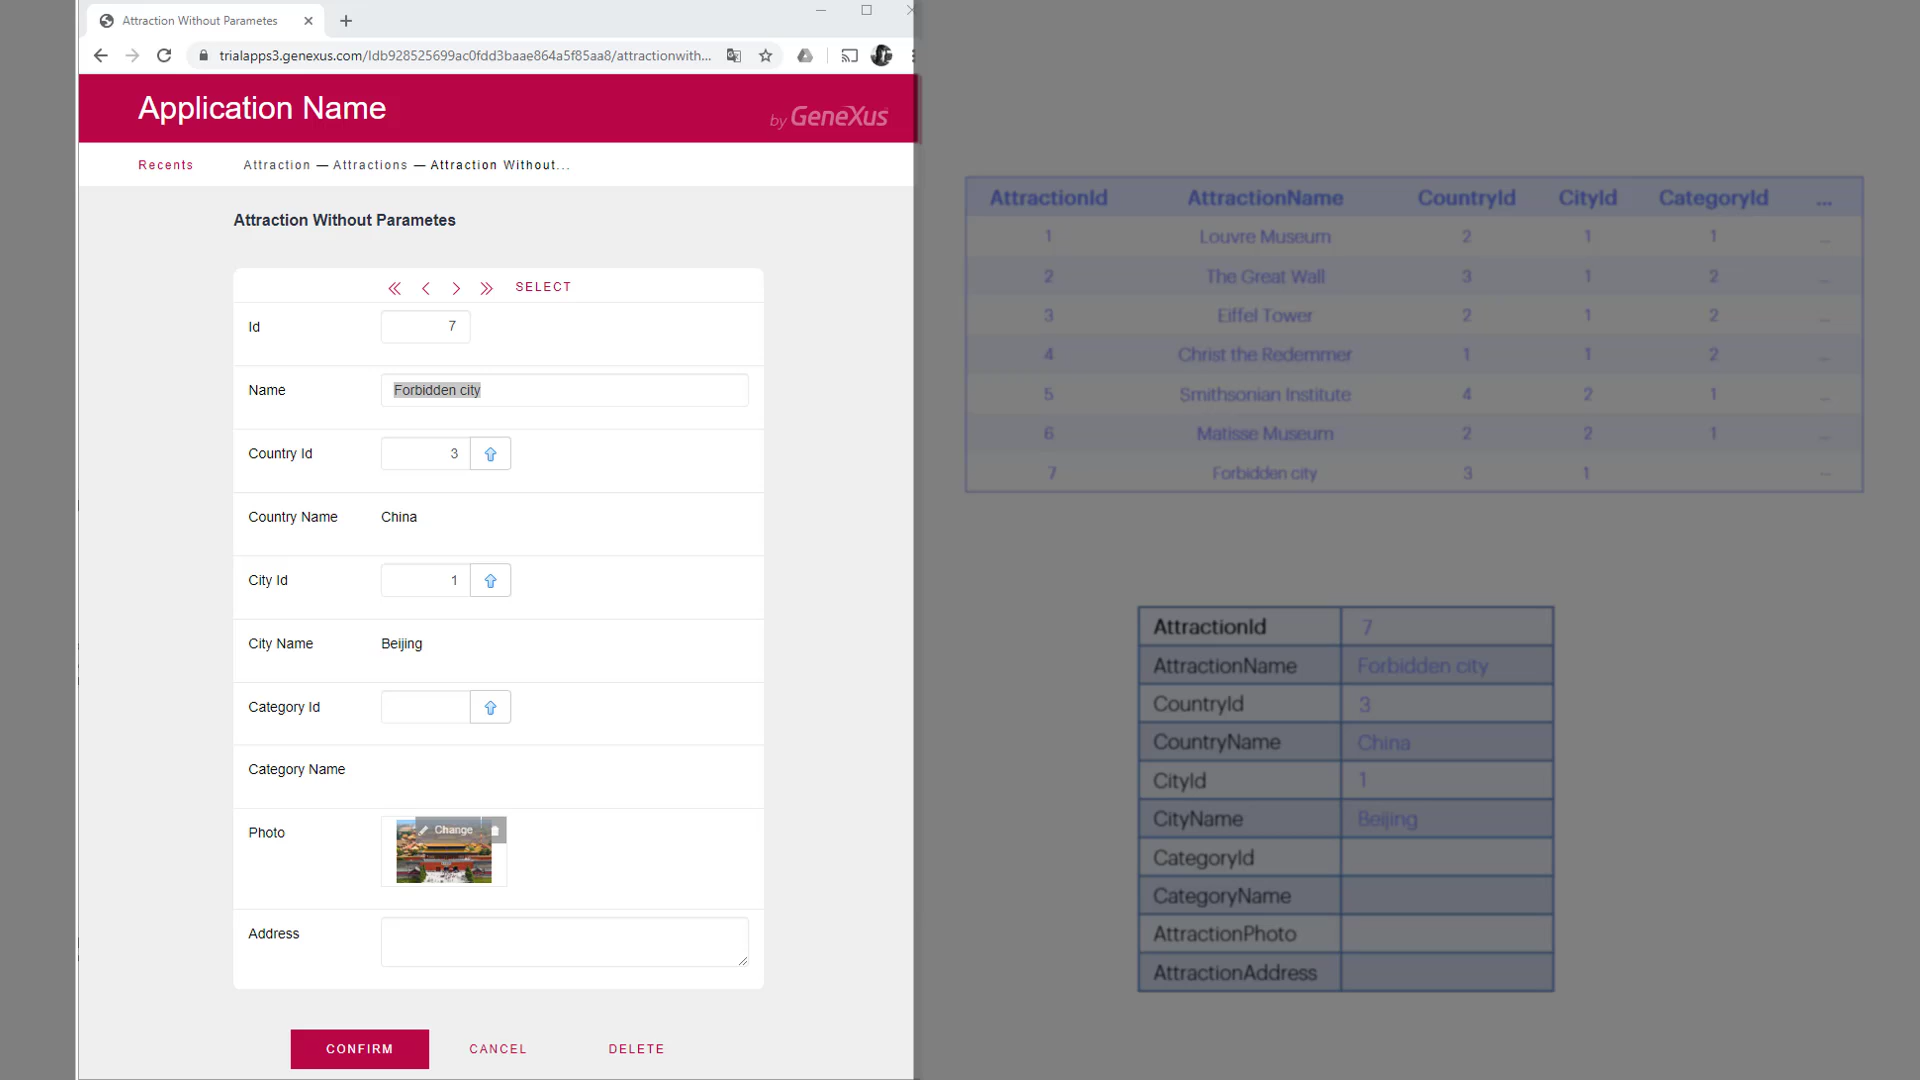 Attraction Without Parametes
trialapps3.genexus.com/Idb928525699ac0fdd3baae864a5f85aa8/attractionwith...
Application Name
by GeneXus
Recents Attraction — Attractions — Attraction Without...
Attraction Without Parametes
SELECT
Id 7
Name Forbidden city
Country Id 3
Country Name China
City Id 1
City Name Beijing
Category Id
Category Name
Photo Change
Address
CONFIRM CANCEL DELETE
AttractionId AttractionName CountryId CityId CategoryId ...
1 Louvre Museum 2 1 1 ...
2 The Great Wall 3 1 2 ...
3 Eiffel Tower 2 1 2 ...
4 Christ the Redemmer 1 1 2 ...
5 Smithsonian Institute 4 2 1 ...
6 Matisse Museum 2 2 1 ...
7 Forbidden city 3 1 ...
AttractionId 7
AttractionName Forbidden city
CountryId 3
CountryName China
CityId 1
CityName Beijing
CategoryId
CategoryName
AttractionPhoto
AttractionAddress